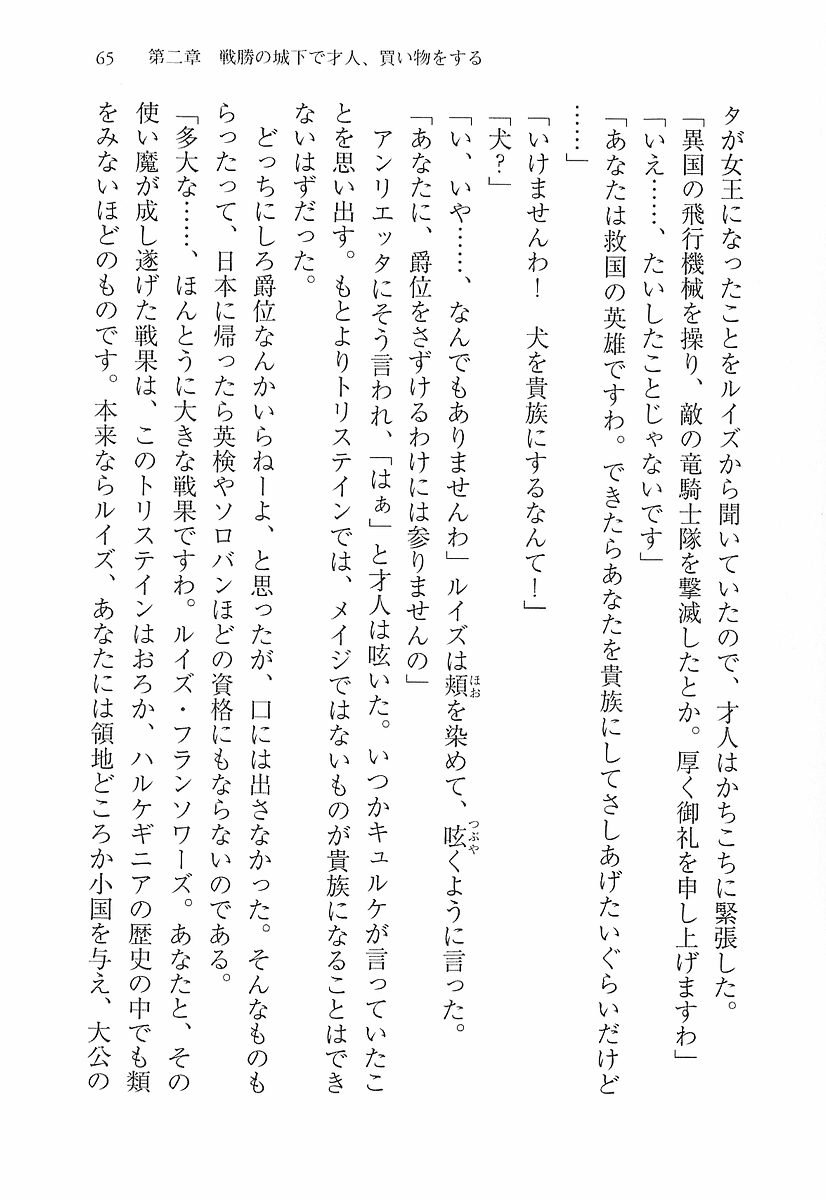 65　第二章　戦勝の城下で才人、買い物をする
タが女王になったことをルイズから聞いていたので、才人はかちこちに緊張した。
「異国の飛行機械を操り、敵の竜騎士隊を撃滅したとか。厚く御礼を申し上げますわ」
「いえ……、たいしたことじゃないです」
「あなたは救国の英雄ですわ。できたらあなたを貴族にしてさしあげたいぐらいだけど
……」
「いけませんわ！　犬を貴族にするなんて！」
「犬？」
「い、いや……、なんでもありませんわ」ルイズは頬を染めて、呟くように言った。
「あなたに、爵位をさずけるわけには参りませんの」
アンリエッタにそう言われ、「はぁ」と才人は呟いた。いつかキュルケが言っていたこ
とを思い出す。もとよりトリステインでは、メイジではないものが貴族になることはでき
ないはずだった。
どっちにしろ爵位なんかいらねーよ、と思ったが、口には出さなかった。そんなものも
らったって、日本に帰ったら英検やソロバンほどの資格にもならないのである。
「多大な……、ほんとうに大きな戦果ですわ。ルイズ・フランソワーズ。あなたと、その
使い魔が成し遂げた戦果は、このトリステインはおろか、ハルケギニアの歴史の中でも類
をみないほどのものです。本来ならルイズ、あなたには領地どころか小国を与え、大公の